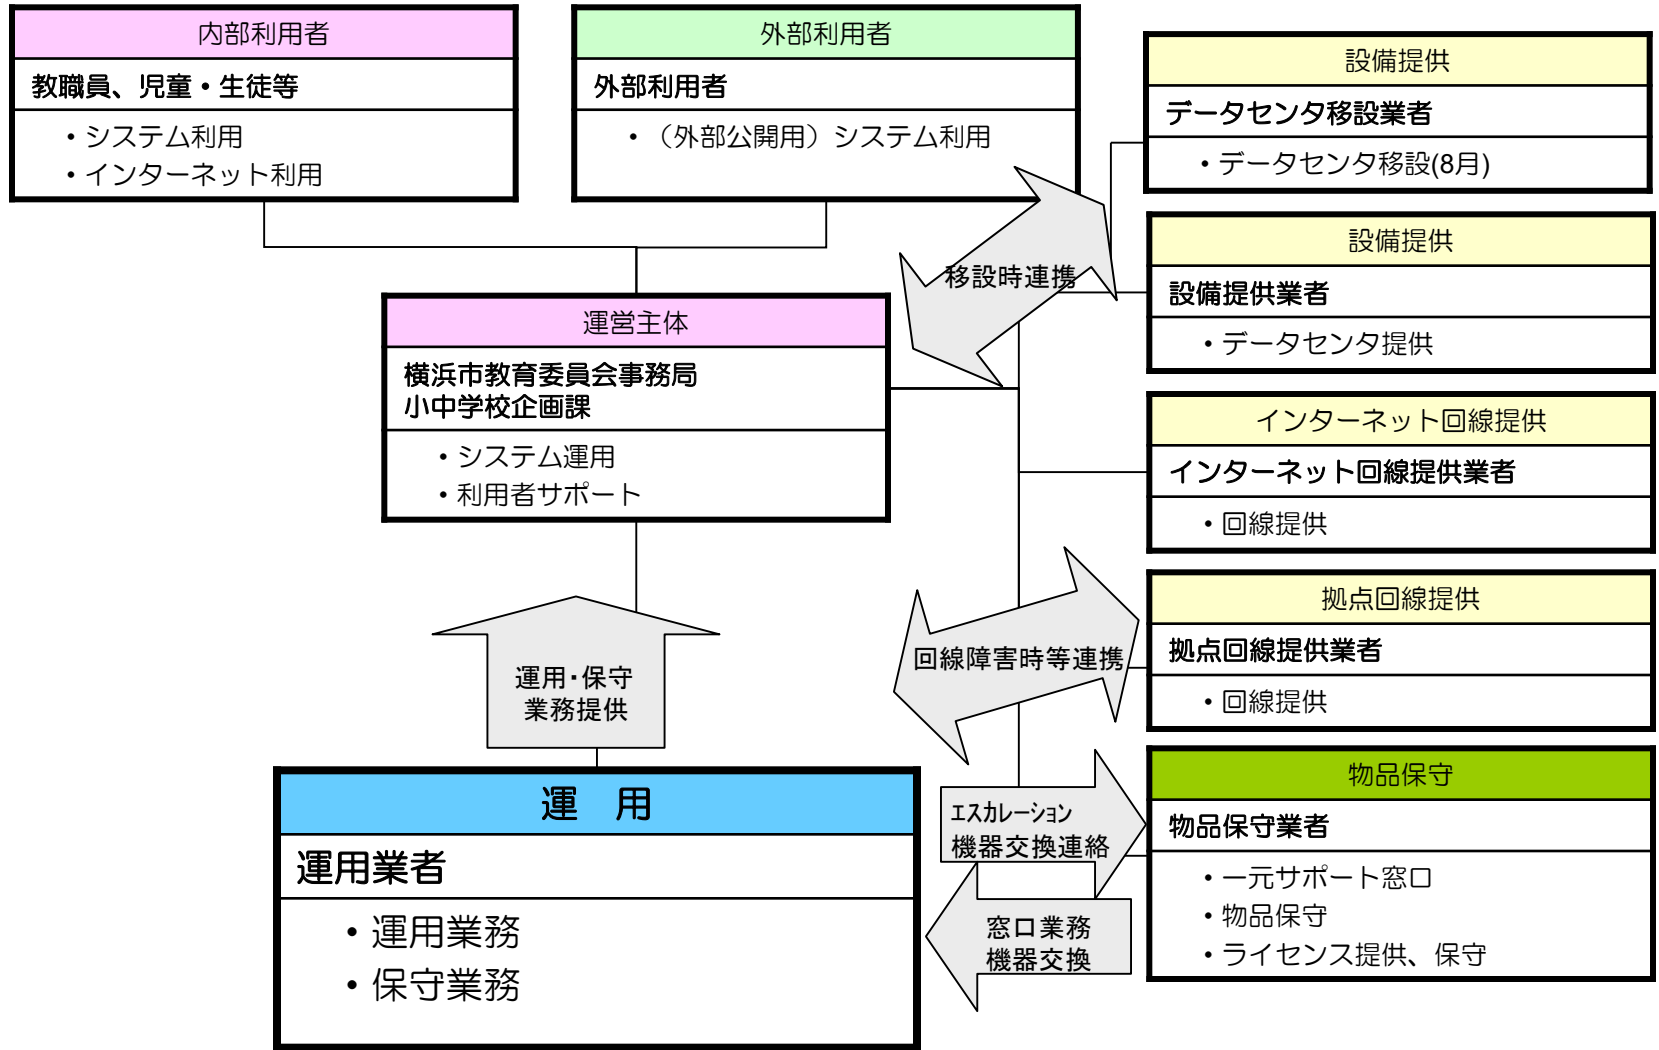 内部利用者
教職員、児童・生徒等
・システム利用
・インターネット利用
外部利用者
外部利用者
・（外部公開用）システム利用
設備提供
データセンタ移設業者
・データセンタ移設(8月)
移設時連携
設備提供
設備提供業者
・データセンタ提供
運営主体
横浜市教育委員会事務局
小中学校企画課
・システム運用
・利用者サポート
インターネット回線提供
インターネット回線提供業者
・回線提供
回線障害時等連携
拠点回線提供
拠点回線提供業者
・回線提供
運用・保守
業務提供
運　用
運用業者
・運用業務
・保守業務
エスカレーション
機器交換連絡
窓口業務
機器交換
物品保守
物品保守業者
・一元サポート窓口
・物品保守
・ライセンス提供、保守